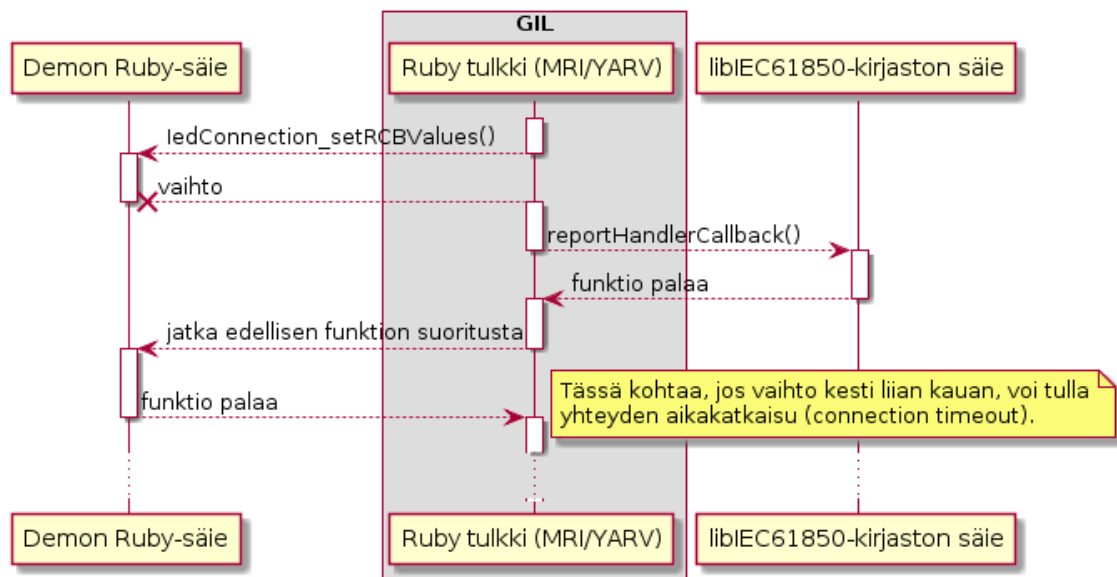 GIL
Demon Ruby-säie
Ruby tulkki (MRI/YARV)
libIEC61850-kirjaston säie
IedConnection_setRCBValues()
vaihto
reportHandlerCallback()
funktio palaa
jatka edellisen funktion suoritusta
Tässä kohtaa, jos vaihto kesti liian kauan, voi tulla
yhteyden aikakatkaisu (connection timeout).
funktio palaa
Demon Ruby-säie
Ruby tulkki (MRI/YARV)
libIEC61850-kirjaston säie